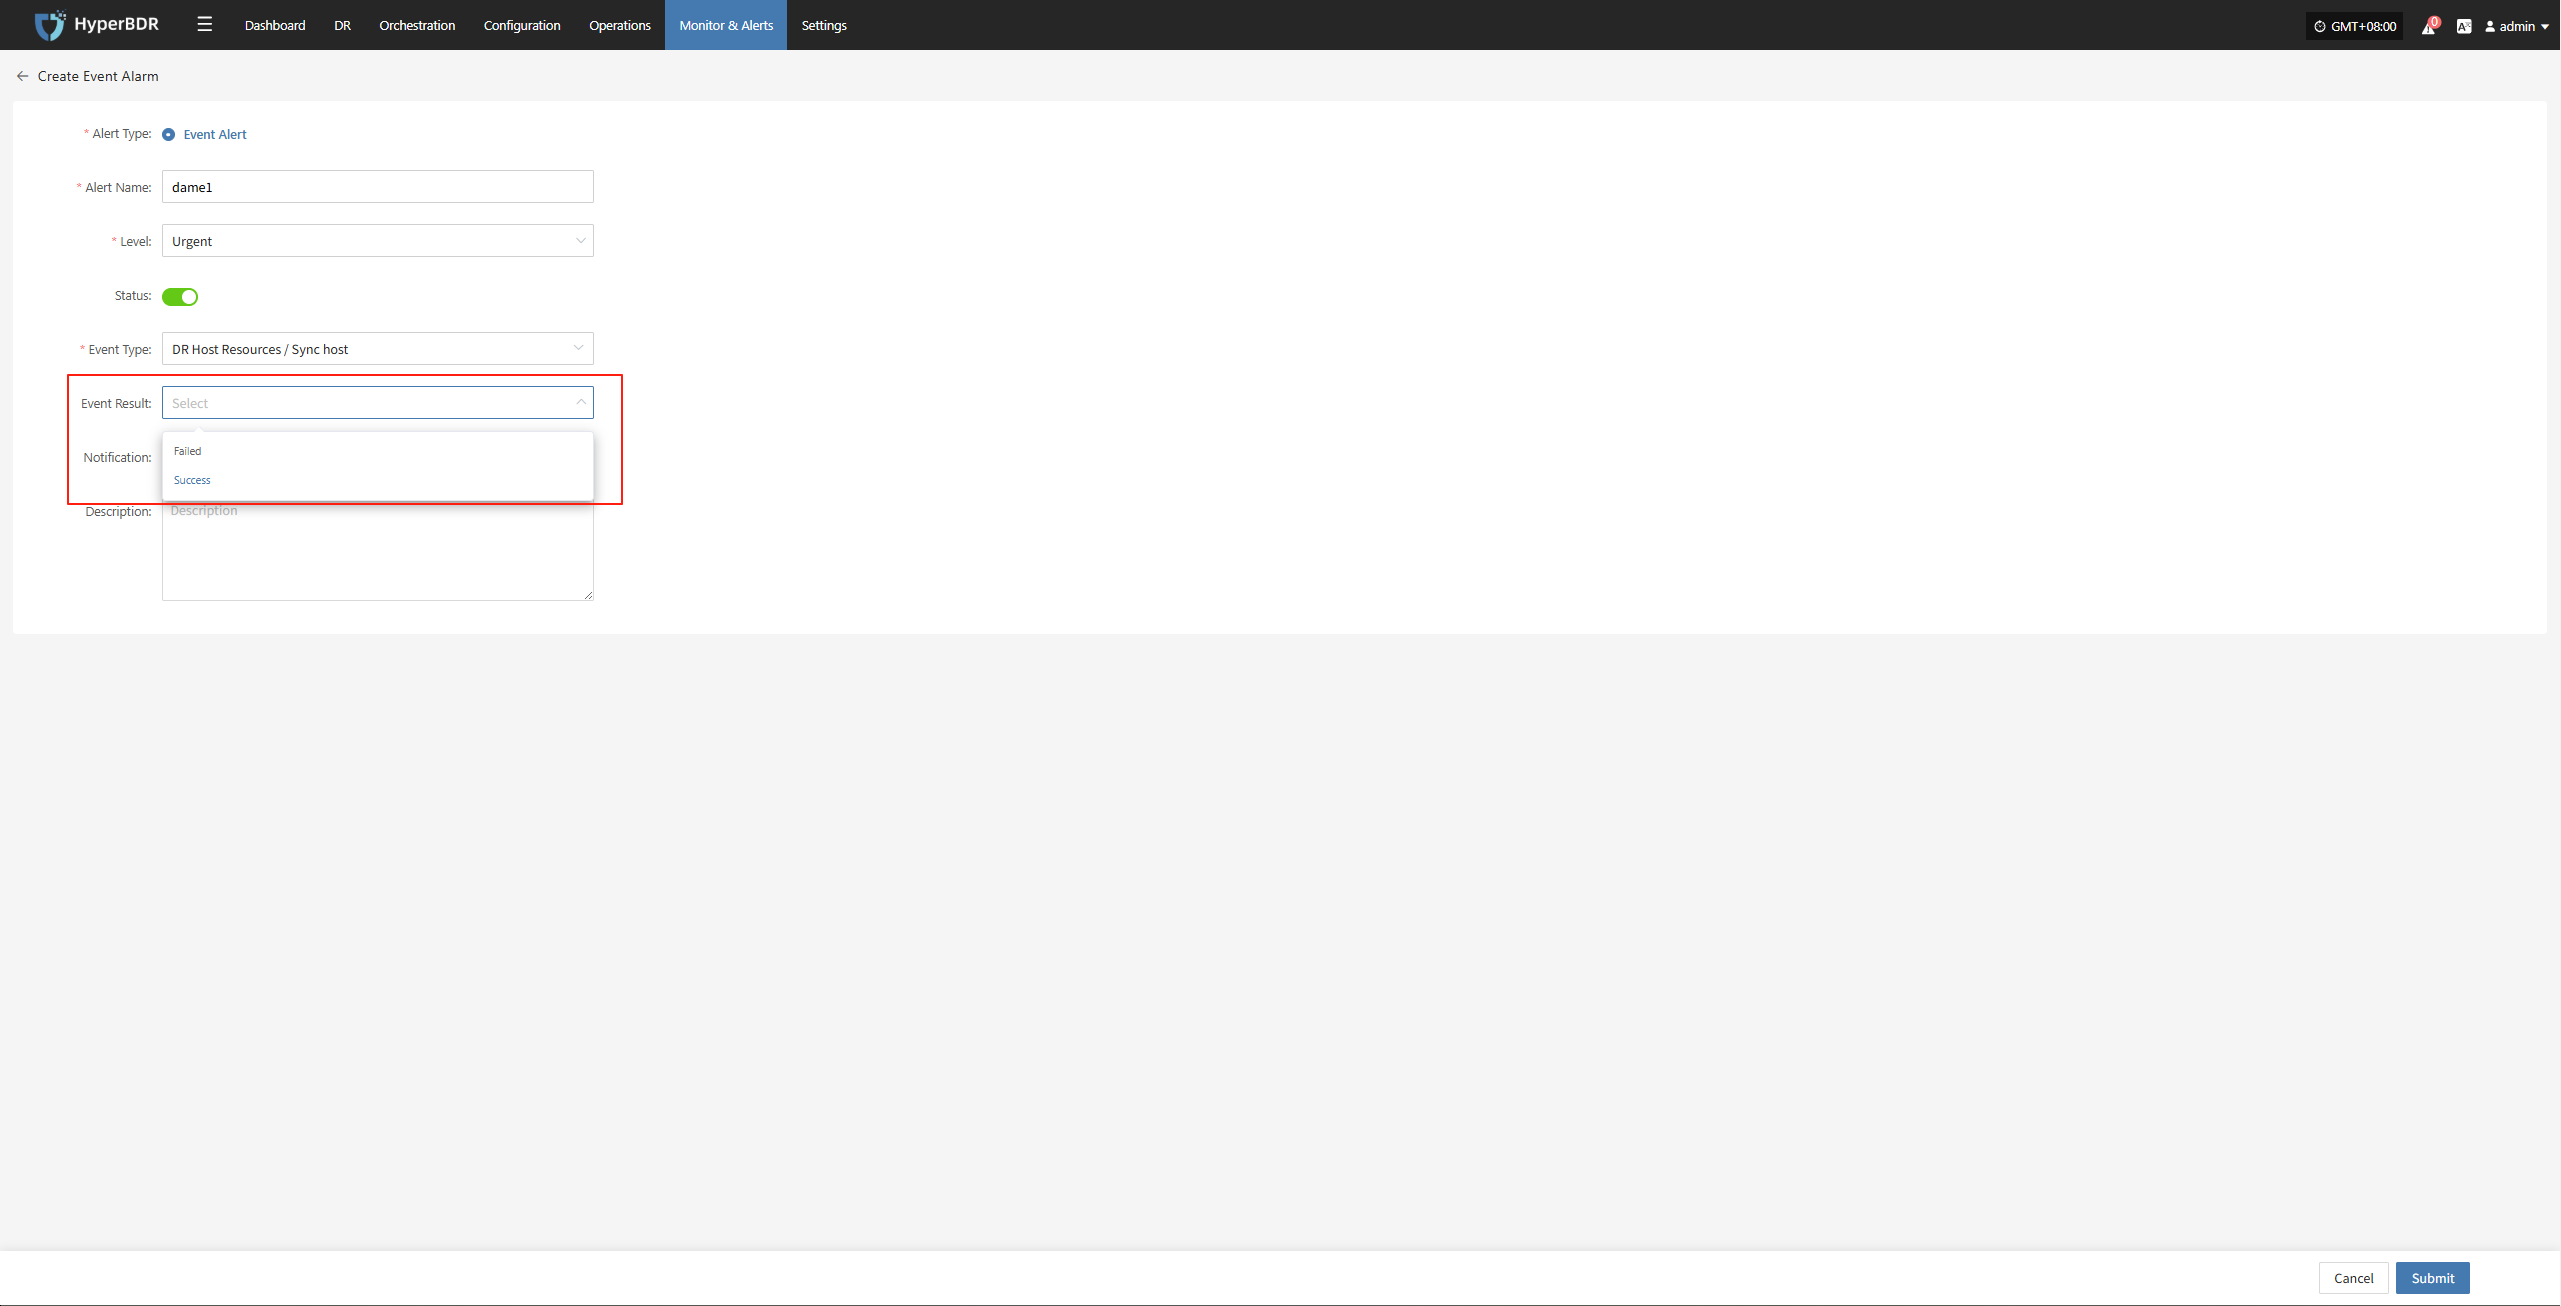 HyperBDR
Dashboard DR Orchestration Configuration Operations Monitor & Alerts Settings
GMT+08:00 0 admin
Create Event Alarm
* Alert Type: Event Alert
* Alert Name: dame1
* Level: Urgent
Status:
* Event Type: DR Host Resources / Sync host
Event Result: Select
Failed
Notification:
Success
Description: Description
Cancel Submit